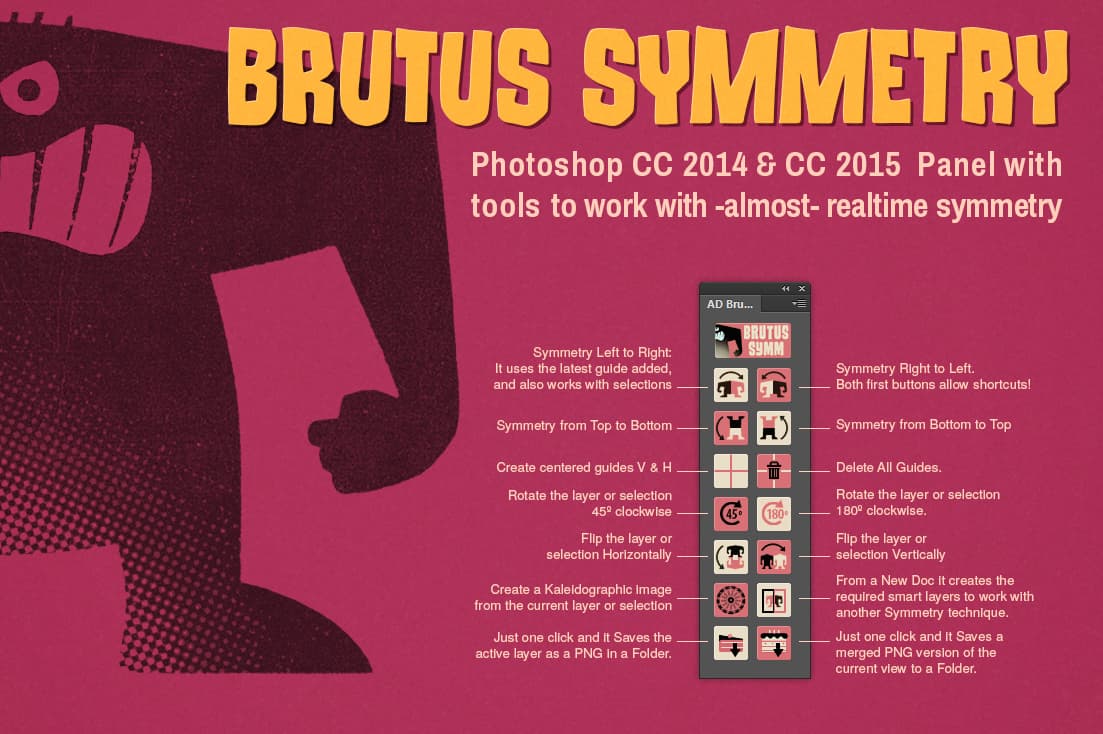 BRUTUS SYMMETRY
Photoshop CC 2014 & CC 2015 Panel with
tools to work with -almost- realtime symmetry
AD Bru...
BRUTUS
SYMM
Symmetry Left to Right:
It uses the latest guide added,
and also works with selections
Symmetry Right to Left.
Both first buttons allow shortcuts!
Symmetry from Top to Bottom
Symmetry from Bottom to Top
Create centered guides V & H
Delete All Guides.
Rotate the layer or selection
45º clockwise
45º
180º
Rotate the layer or selection
180º clockwise.
Flip the layer or
selection Horizontally
Flip the layer or
selection Vertically
Create a Kaleidographic image
from the current layer or selection
From a New Doc it creates the
required smart layers to work with
another Symmetry technique.
Just one click and it Saves the
active layer as a PNG in a Folder.
Just one click and it Saves a
merged PNG version of the
current view to a Folder.